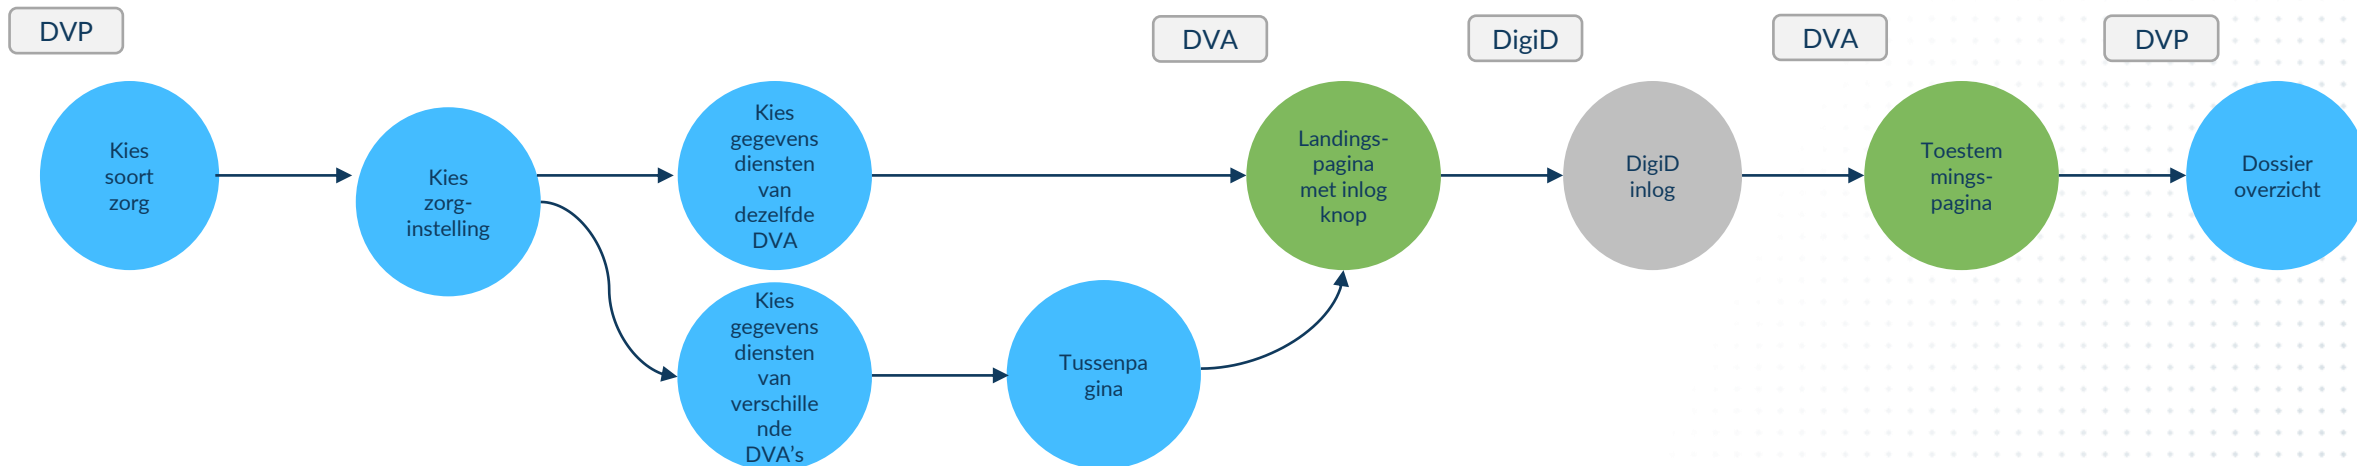 DVP
DVA
DigiD
DVA
DVP
Kies
soort
zorg
Kies
zorg-
instelling
Kies
gegevens
diensten
van
dezelfde
DVA
Kies
gegevens
diensten
van
verschille
nde
DVA's
Tussenpa
gina
Landings-
pagina
met inlog
knop
DigiD
inlog
Toestem
mings-
pagina
Dossier
overzicht